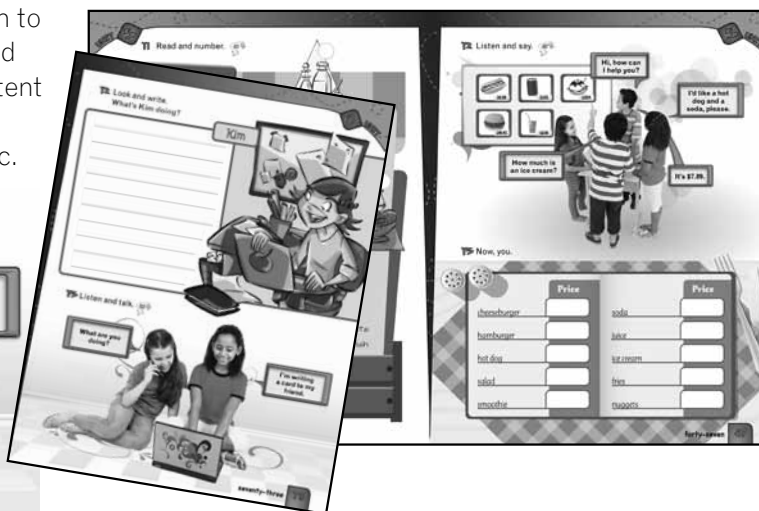 n to
d
tent
c.
Read and number.
Look and write.
What's Kim doing?
Kim
Listen and talk.
What are you
doing?
I'm writing
a card to my
friend.
seventy-three
Listen and say.
Hi, how can
I help you?
I'd like a hot
dog and a
soda, please.
How much is
an ice cream?
It's $7.89.
Now, you.
Price
Price
cheeseburger
soda
hamburger
juice
hot dog
ice cream
salad
fries
smoothie
nuggets
forty-seven